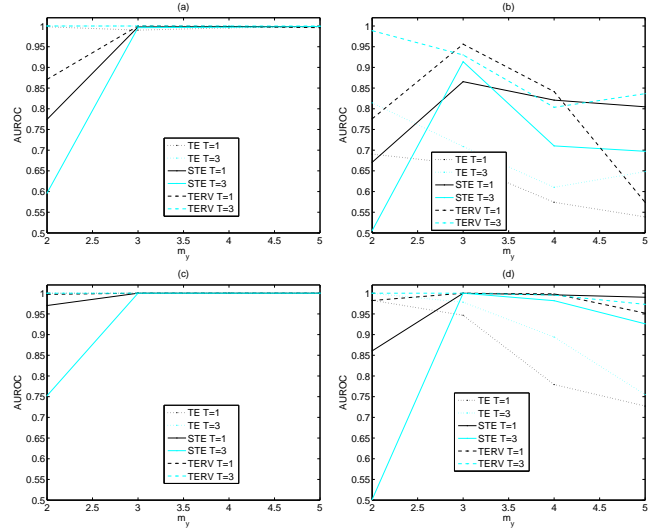 (a)
1
0.95
0.9
0.85
0.8
0.75
0.7
0.65
0.6
0.55
0.5
AUROC
TE T=1
TE T=3
STE T=1
STE T=3
TERV T=1
TERV T=3
2 2.5 3 3.5 4 4.5 5
m_y
(b)
1
0.95
0.9
0.85
0.8
0.75
0.7
0.65
0.6
0.55
0.5
AUROC
TE T=1
TE T=3
STE T=1
STE T=3
TERV T=1
TERV T=3
2 2.5 3 3.5 4 4.5 5
m_y
(c)
1
0.95
0.9
0.85
0.8
0.75
0.7
0.65
0.6
0.55
0.5
AUROC
TE T=1
TE T=3
STE T=1
STE T=3
TERV T=1
TERV T=3
2 2.5 3 3.5 4 4.5 5
m_y
(d)
1
0.95
0.9
0.85
0.8
0.75
0.7
0.65
0.6
0.55
0.5
AUROC
TE T=1
TE T=3
STE T=1
STE T=3
TERV T=1
TERV T=3
2 2.5 3 3.5 4 4.5 5
m_y